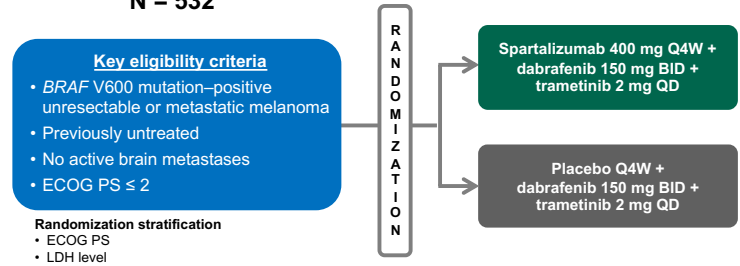 N = 532
Key eligibility criteria
• BRAF V600 mutation–positive
unresectable or metastatic melanoma
• Previously untreated
• No active brain metastases
• ECOG PS ≤ 2
Randomization stratification
• ECOG PS
• LDH level
RANDOMIZATION
Spartalizumab 400 mg Q4W +
dabrafenib 150 mg BID +
trametinib 2 mg QD
Placebo Q4W +
dabrafenib 150 mg BID +
trametinib 2 mg QD